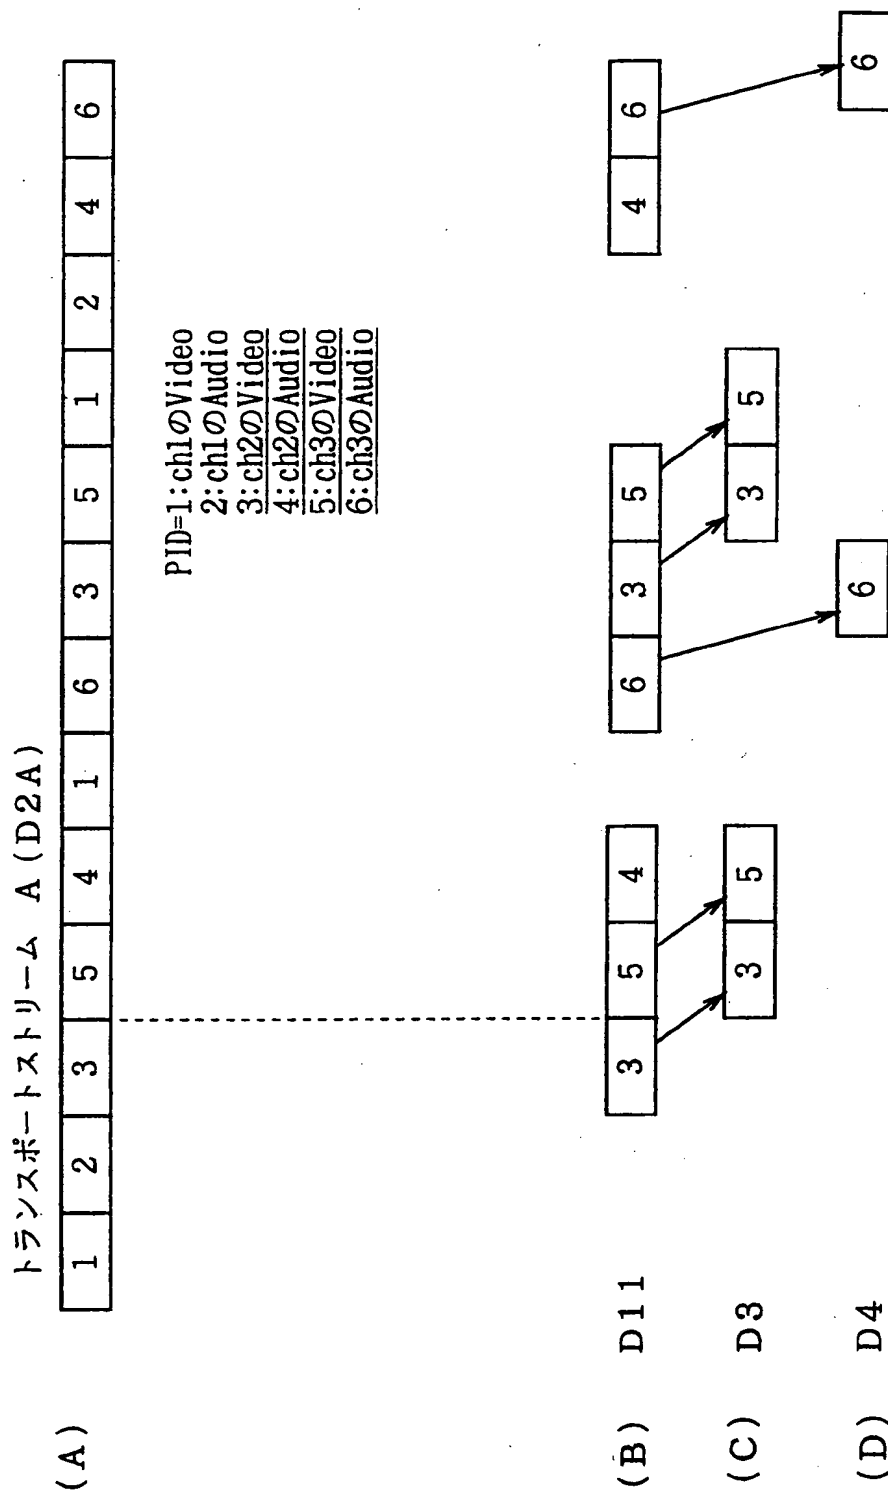 トランスポートストリーム A(D2A)
(A) 1 2 3 5 4 1 6 3 5 1 2 4 6
PID=1:ch1のVideo
2:ch1のAudio
3:ch2のVideo
4:ch2のAudio
5:ch3のVideo
6:ch3のAudio
(B) D11 3 5 4 6 3 5 4 6
(C) D3 3 5 3 5
(D) D4 6 6